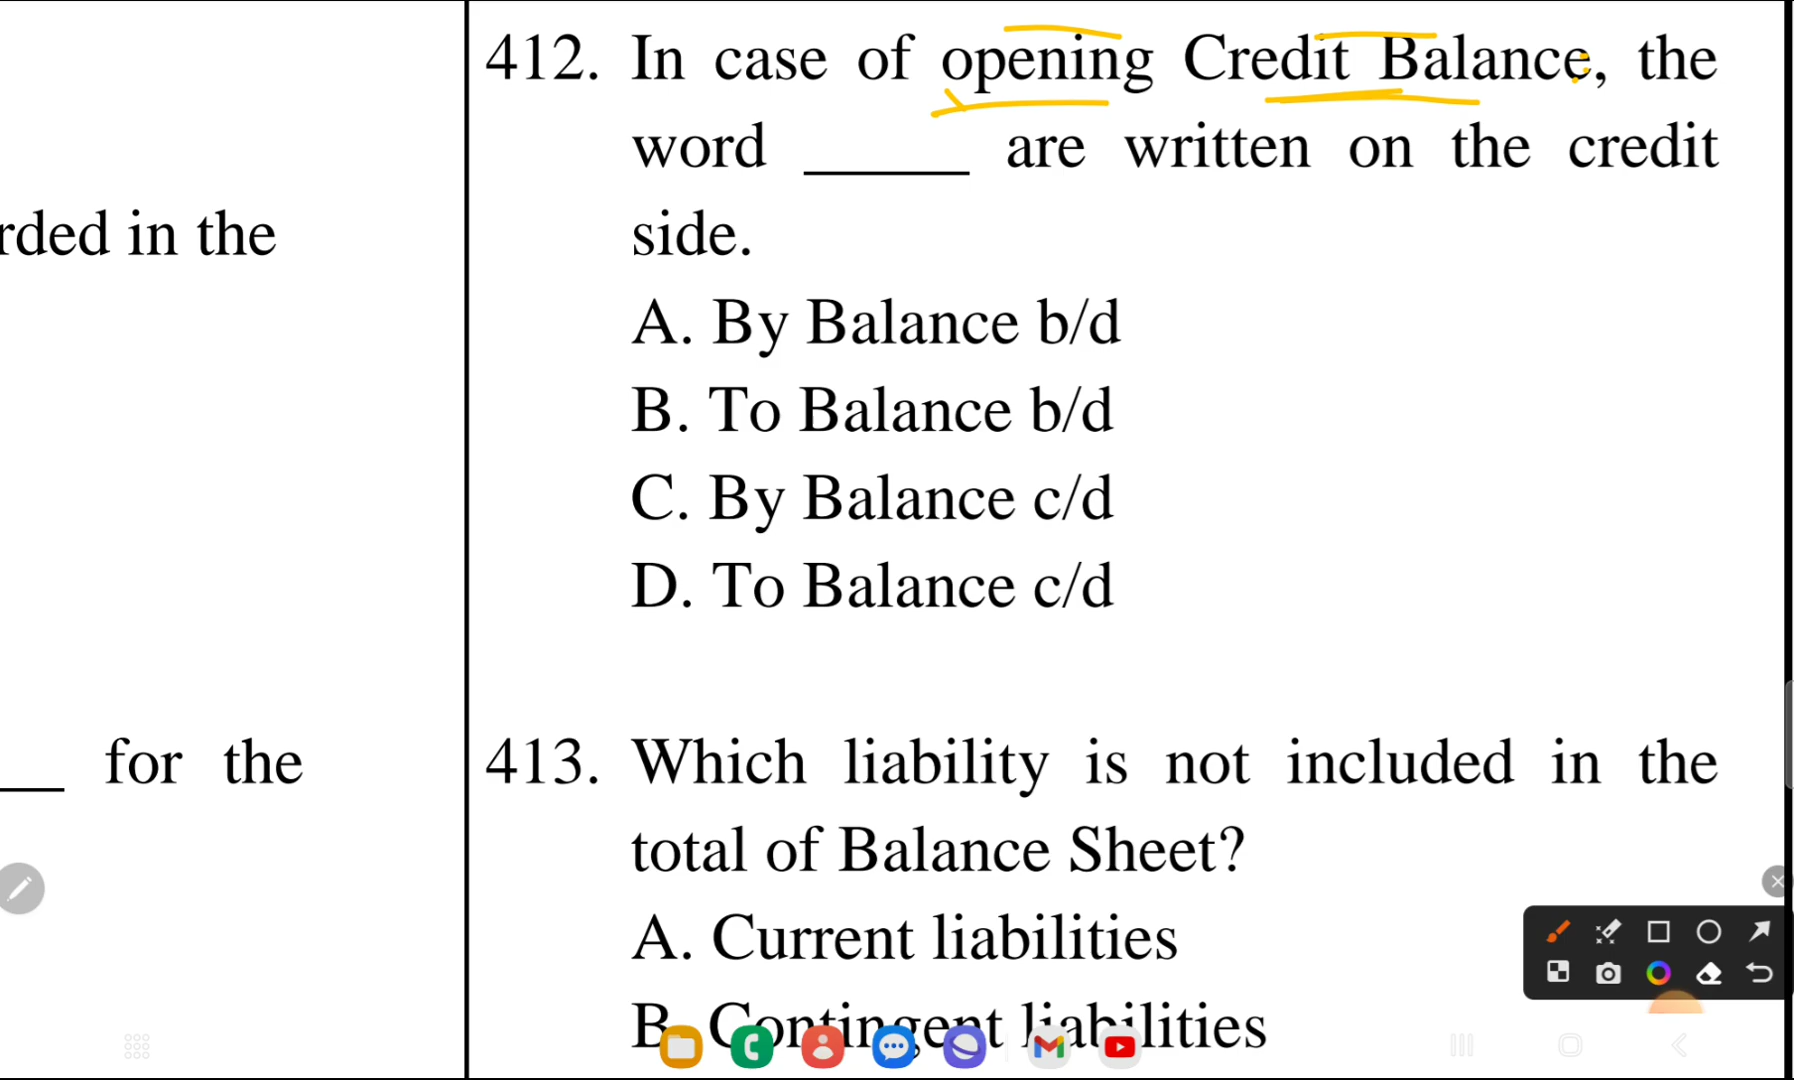 rded in the
for the
412. In case of opening Credit Balance, the
word ______ are written on the credit
side.
A. By Balance b/d
B. To Balance b/d
C. By Balance c/d
D. To Balance c/d
413. Which liability is not included in the
total of Balance Sheet?
A. Current liabilities
B. Contingent liabilities